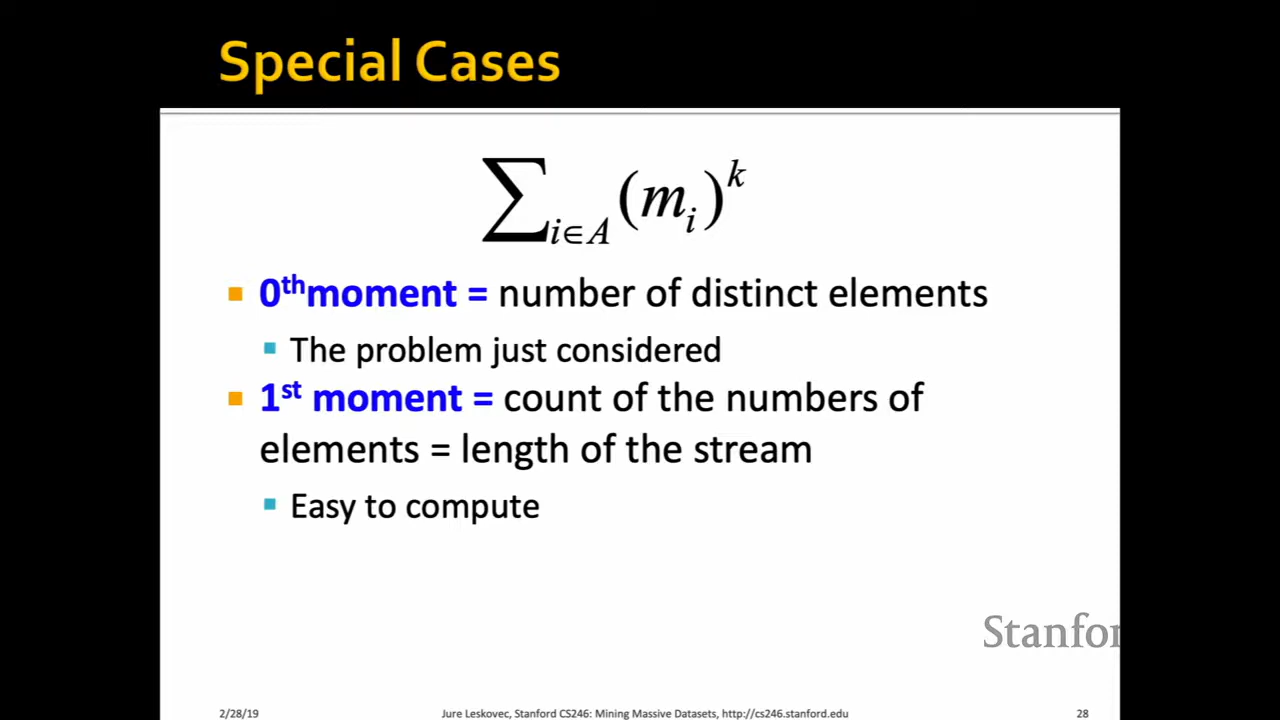 Special Cases
∑i∈A (mi)^k
0th moment = number of distinct elements
The problem just considered
1st moment = count of the numbers of
elements = length of the stream
Easy to compute
Stanfor
2/28/19
Jure Leskovec, Stanford CS246: Mining Massive Datasets, http://cs246.stanford.edu
28